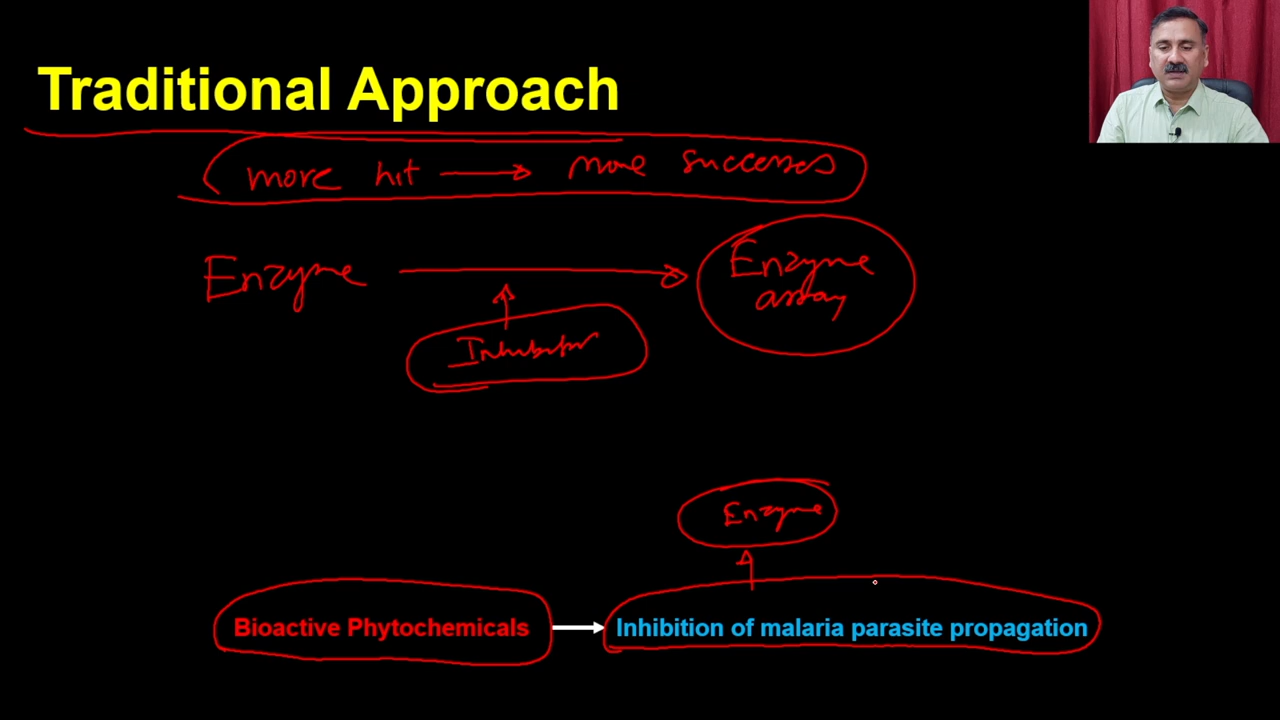 Traditional Approach
more hit → more successes
Enzyme → Enzyme assay
Inhibitor
Enzyme
Bioactive Phytochemicals → Inhibition of malaria parasite propagation